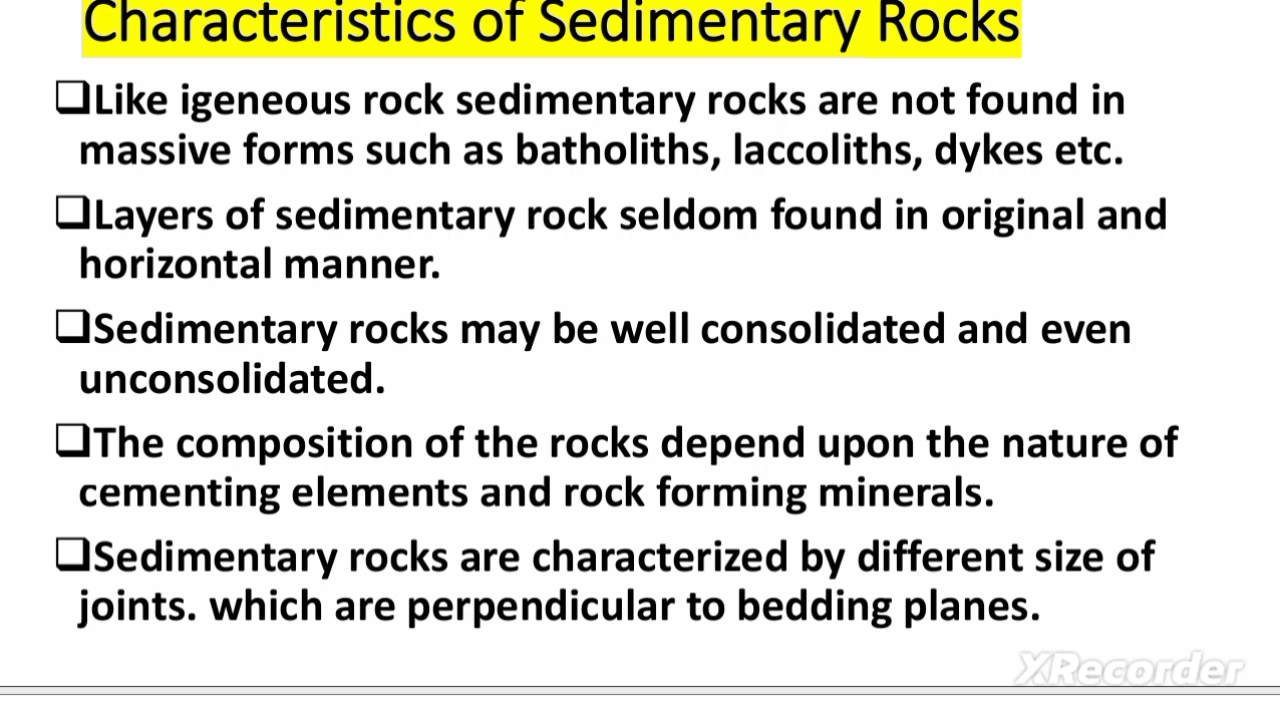 Characteristics of Sedimentary Rocks
❑Like igeneous rock sedimentary rocks are not found in
massive forms such as batholiths, laccoliths, dykes etc.
❑Layers of sedimentary rock seldom found in original and
horizontal manner.
❑Sedimentary rocks may be well consolidated and even
unconsolidated.
❑The composition of the rocks depend upon the nature of
cementing elements and rock forming minerals.
❑Sedimentary rocks are characterized by different size of
joints. which are perpendicular to bedding planes.
XRecorder